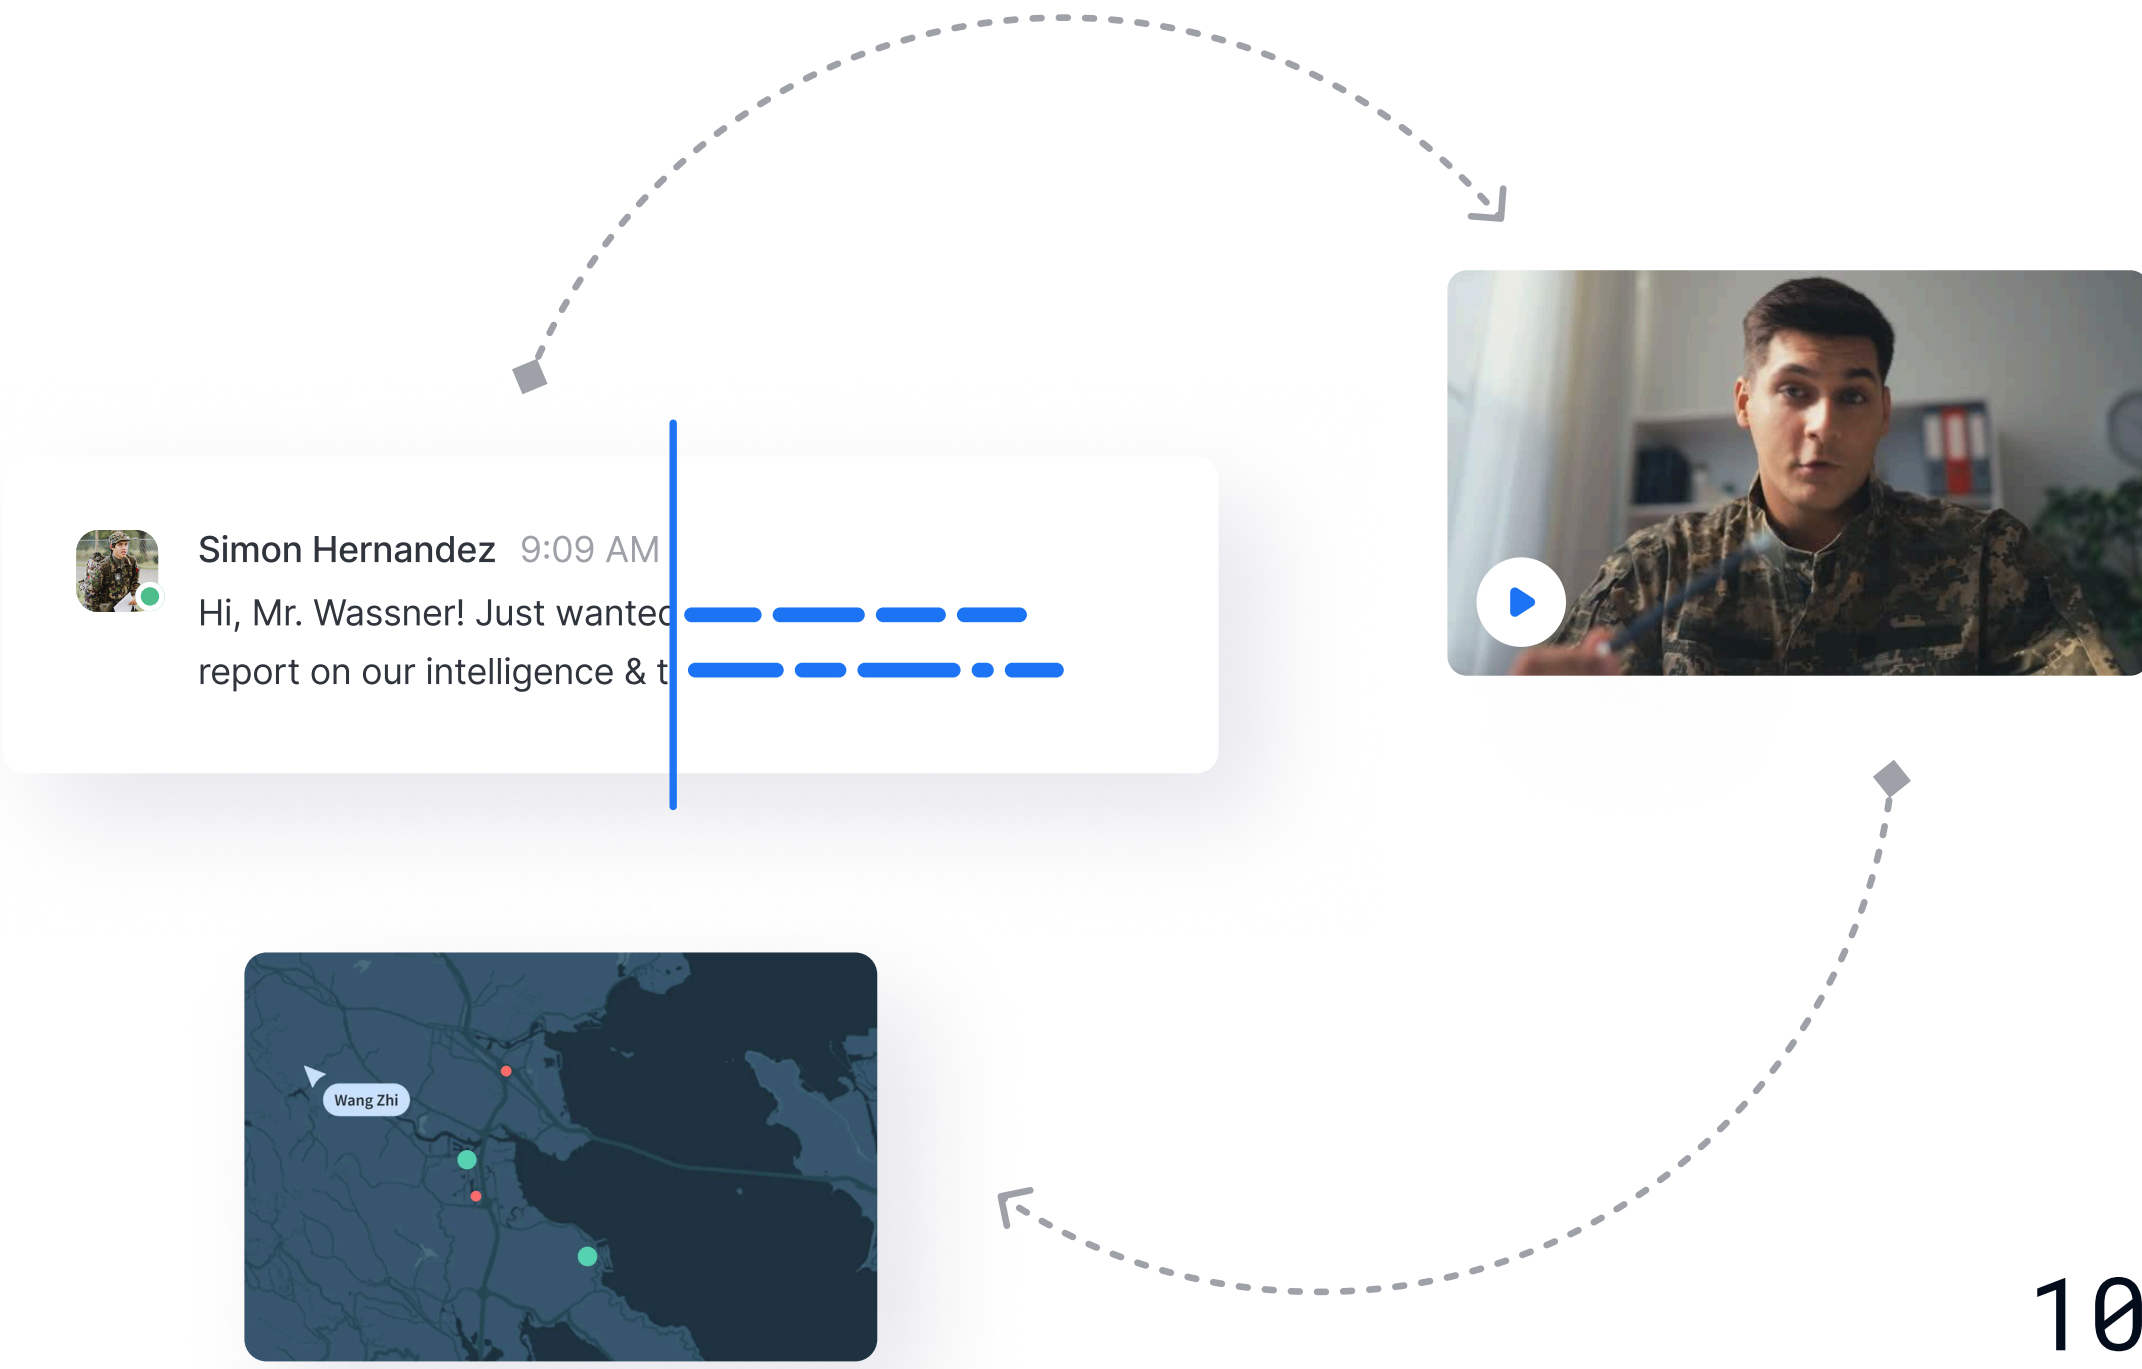 Simon Hernandez 9:09 AM
Hi, Mr. Wassner! Just wanted
report on our intelligence & t
Wang Zhi
10